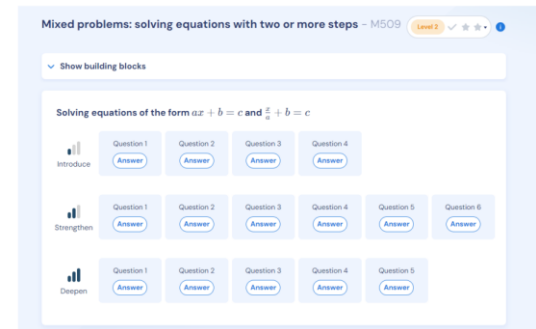 Mixed problems: solving equations with two or more steps – M509 Level 2
Show building blocks
Solving equations of the form ax + b = c and x/a + b = c
Question 1 Question 2 Question 3 Question 4
Answer Answer Answer Answer
Introduce
Question 1 Question 2 Question 3 Question 4 Question 5 Question 6
Answer Answer Answer Answer Answer Answer
Strengthen
Question 1 Question 2 Question 3 Question 4 Question 5
Answer Answer Answer Answer Answer
Deepen